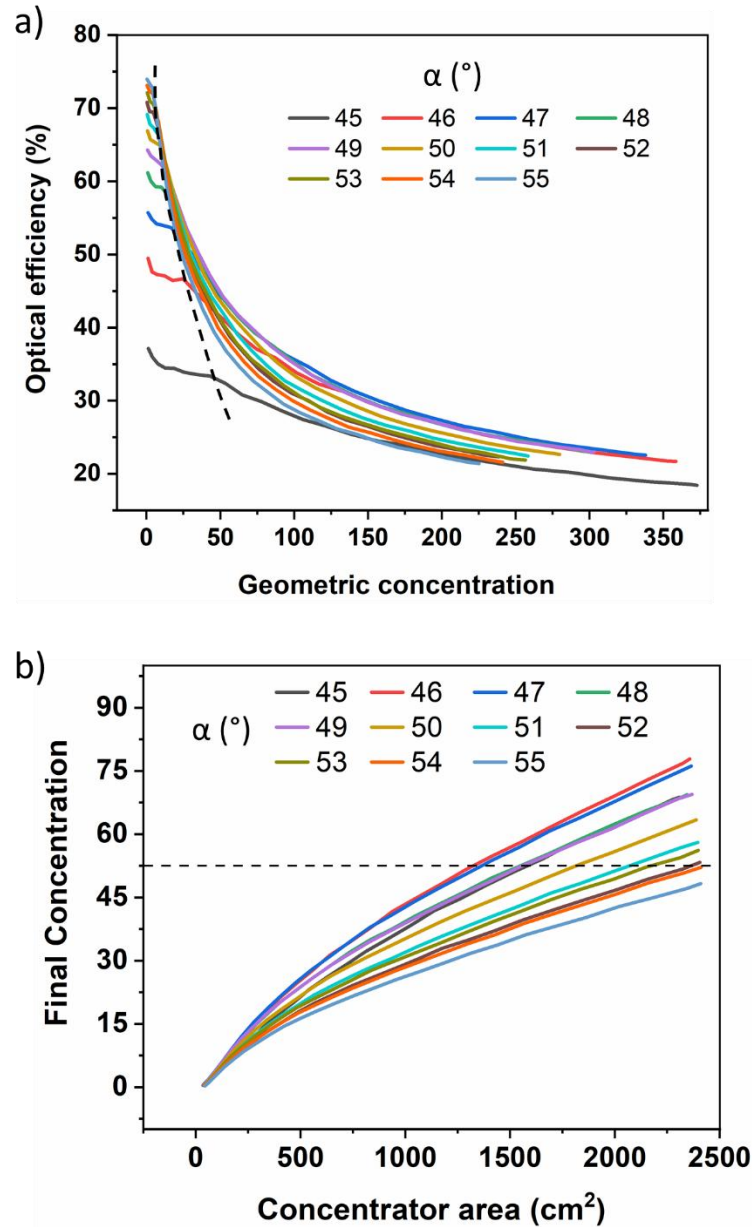 a)
80
70
60
50
40
30
20
Optical efficiency (%)
α (°)
45 46 47 48
49 50 51 52
53 54 55
0 50 100 150 200 250 300 350
Geometric concentration
b)
90
75
60
45
30
15
0
Final Concentration
α (°)
45 46 47 48
49 50 51 52
53 54 55
0 500 1000 1500 2000 2500
Concentrator area (cm²)